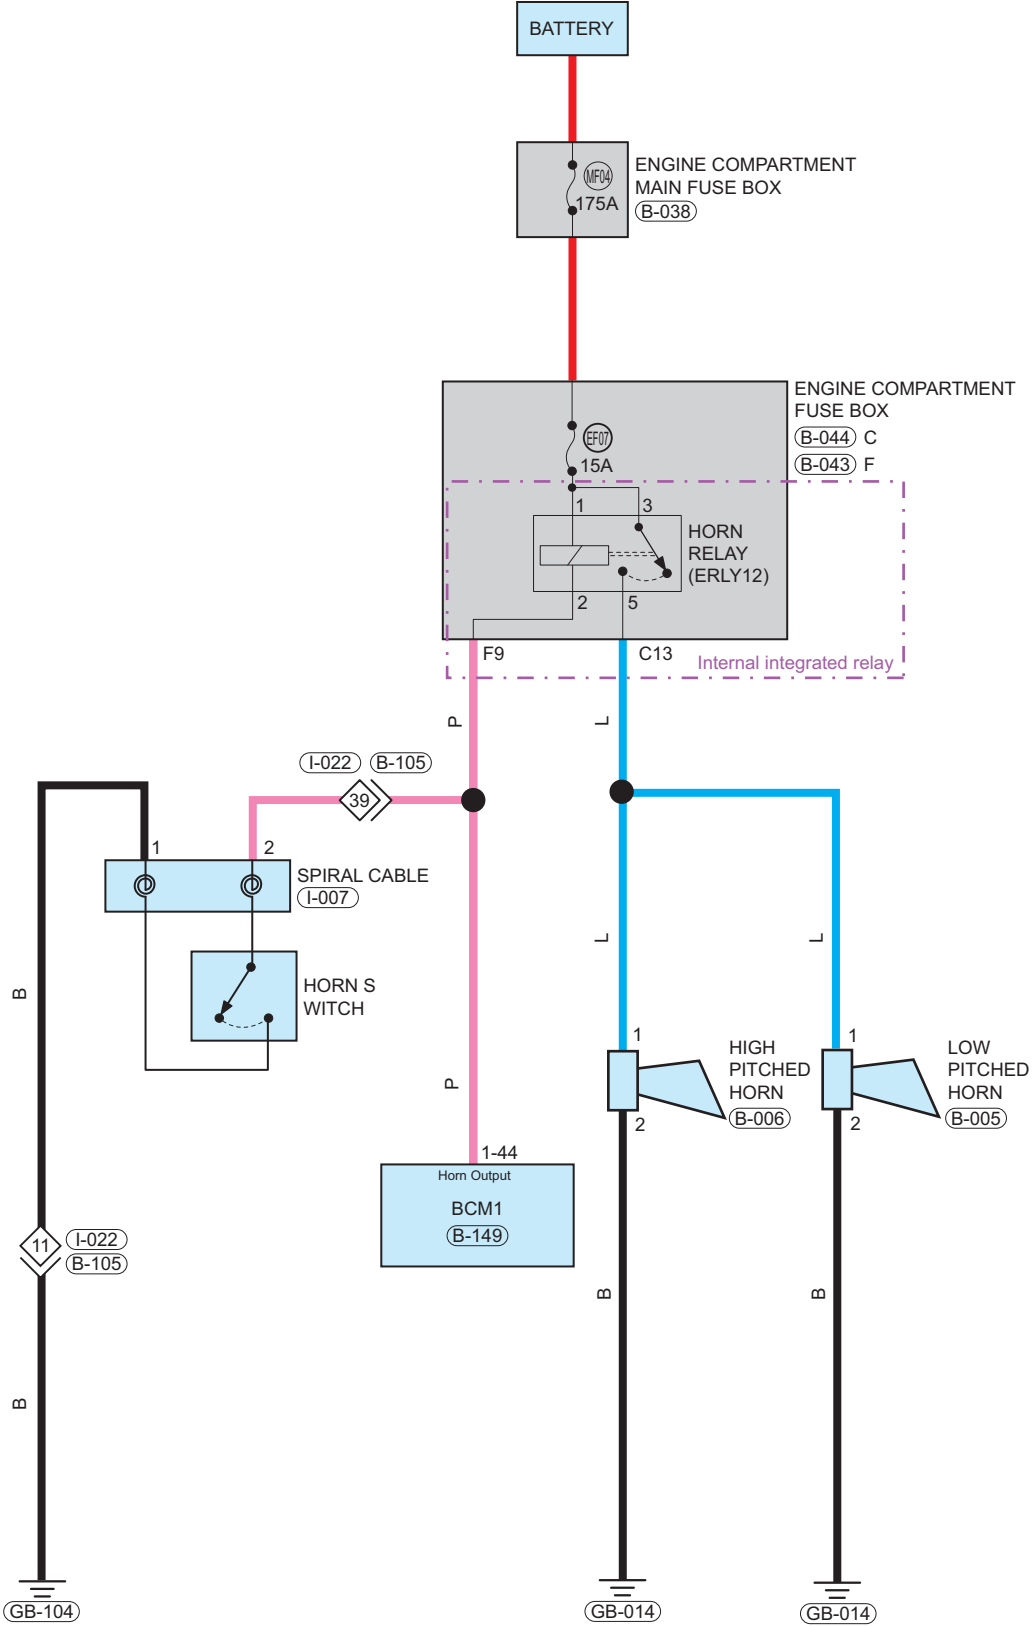 BATTERY
MF04
175A
ENGINE COMPARTMENT
MAIN FUSE BOX
B-038
ENGINE COMPARTMENT
FUSE BOX
B-044 C
B-043 F
EF07
15A
1
3
HORN
RELAY
(ERLY12)
2
5
F9
C13
Internal integrated relay
P
L
I-022
B-105
39
1
2
SPIRAL CABLE
I-007
HORN S
WITCH
B
L
L
P
1
HIGH
PITCHED
HORN
B-006
2
1
LOW
PITCHED
HORN
B-005
2
1-44
Horn Output
BCM1
B-149
11
I-022
B-105
B
B
B
GB-104
GB-014
GB-014